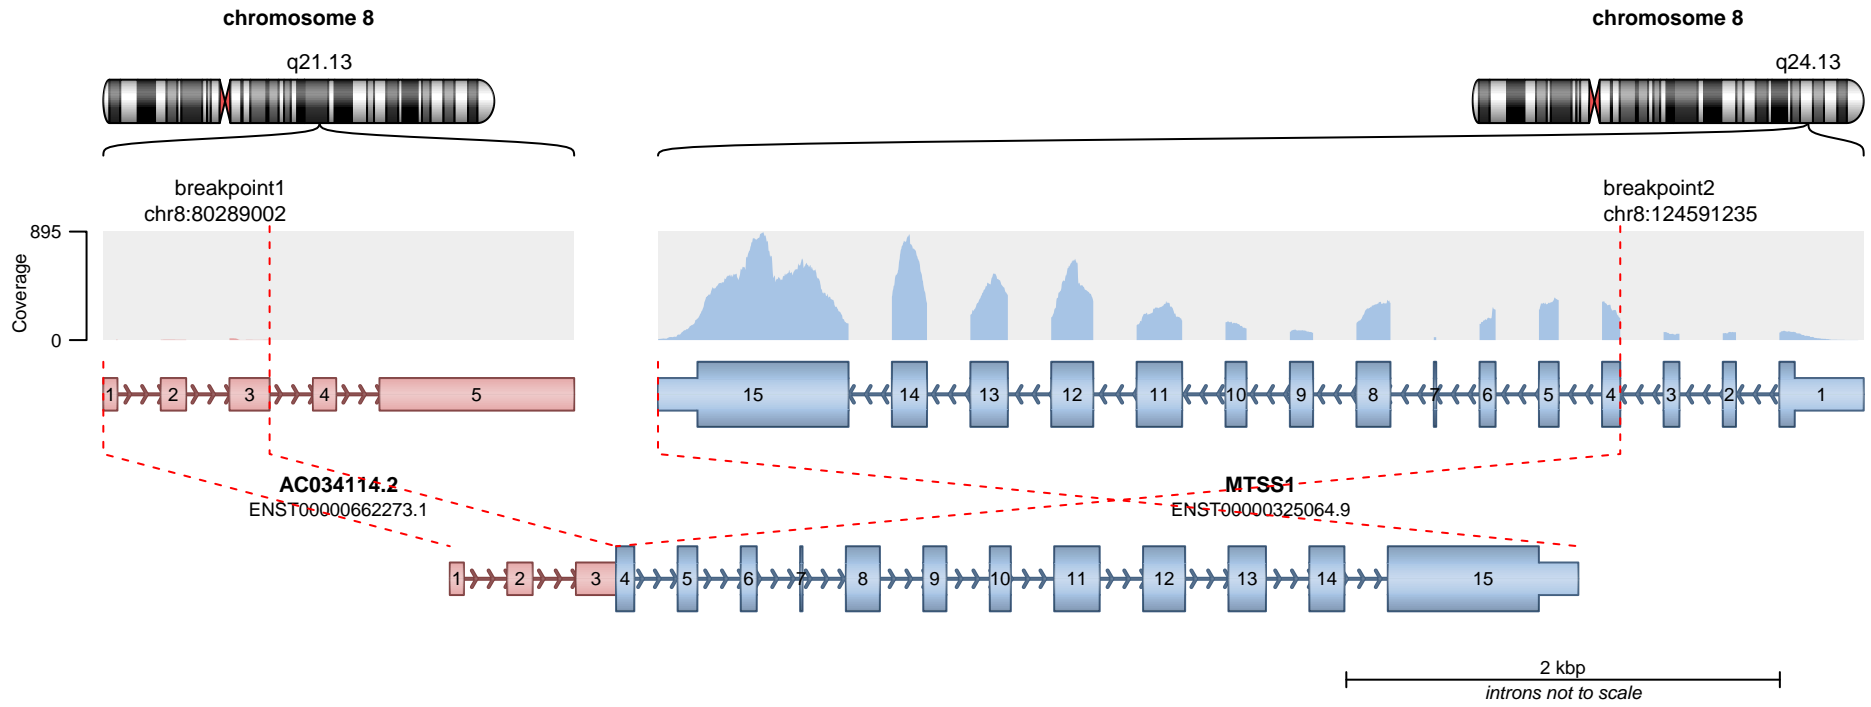 chromosome 8
chromosome 8
q21.13
q24.13
breakpoint1
chr8:80289002
breakpoint2
chr8:124591235
895
0
Coverage
1 2 3 4 5
15 14 13 12 11 10 9 8 7 6 5 4 3 2 1
AC034114.2
ENST00000662273.1
MTSS1
ENST00000325064.9
1 2 3 4 5 6 7 8 9 10 11 12 13 14 15
2 kbp
introns not to scale